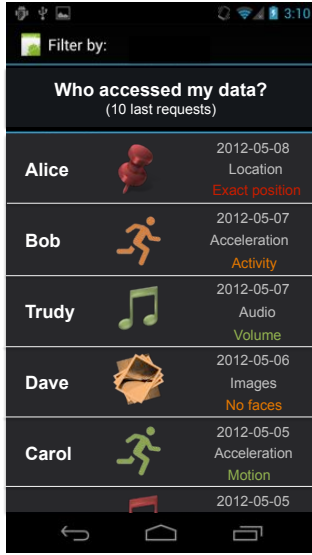 3:10
Filter by:
Who accessed my data?
(10 last requests)
Alice
2012-05-08
Location
Exact position
Bob
2012-05-07
Acceleration
Activity
Trudy
2012-05-07
Audio
Volume
Dave
2012-05-06
Images
No faces
Carol
2012-05-05
Acceleration
Motion
2012-05-05